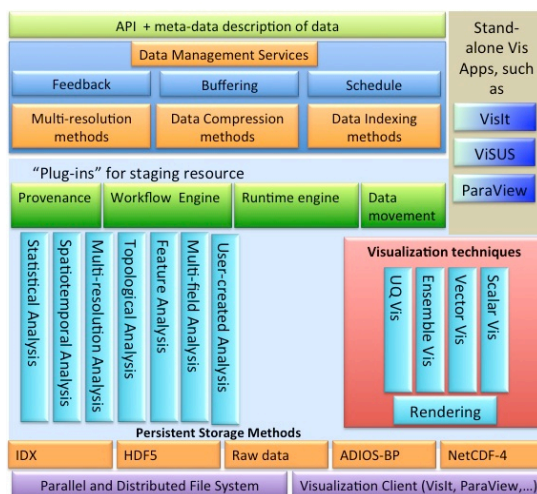 API + meta-data description of data
Data Management Services
Feedback
Buffering
Schedule
Multi-resolution
methods
Data Compression
methods
Data Indexing
methods
Stand-
alone Vis
Apps, such
as
VisIt
ViSUS
ParaView
“Plug-ins” for staging resource
Provenance
Workflow Engine
Runtime engine
Data
movement
Statistical Analysis
Spatiotemporal Analysis
Multi-resolution Analysis
Topological Analysis
Feature Analysis
Multi-field Analysis
User-created Analysis
Visualization techniques
UQ Vis
Ensemble Vis
Vector Vis
Scalar Vis
Rendering
Persistent Storage Methods
IDX
HDF5
Raw data
ADIOS-BP
NetCDF-4
Parallel and Distributed File System
Visualization Client (VisIt, ParaView,...)